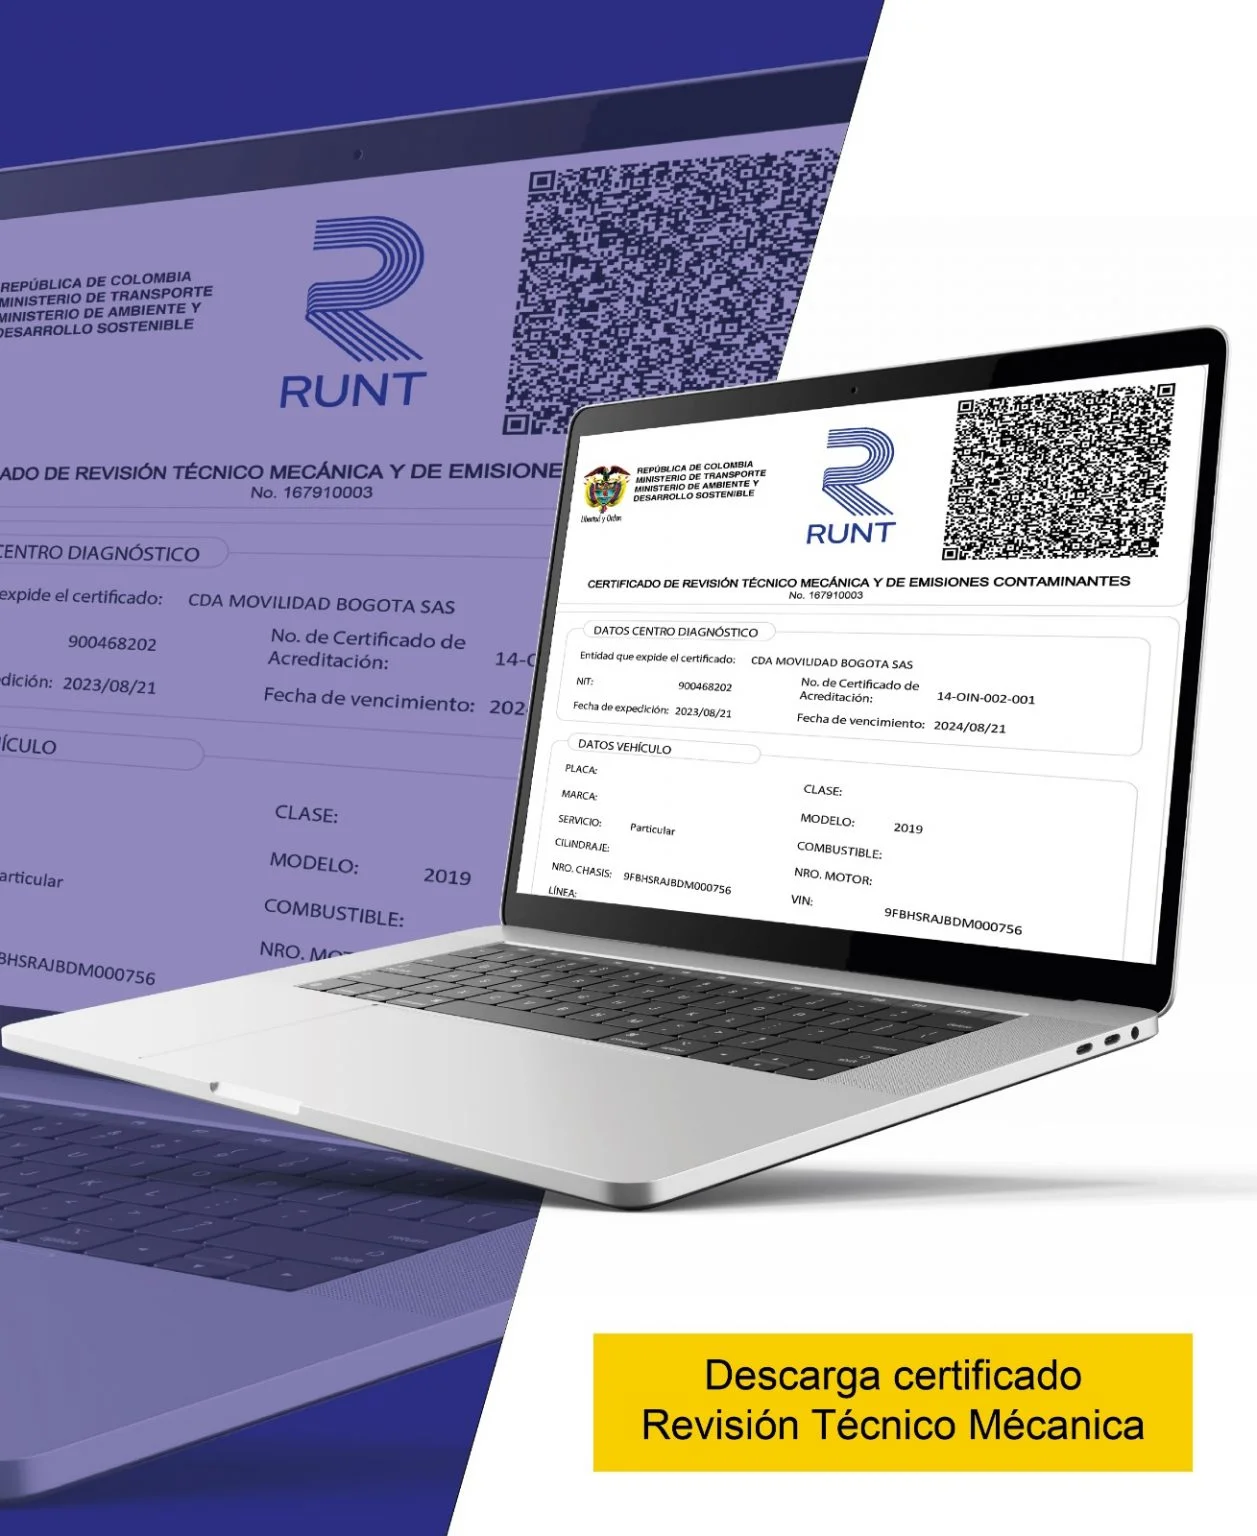 REPÚBLICA DE COLOMBIA
MINISTERIO DE TRANSPORTE
MINISTERIO DE AMBIENTE Y
DESARROLLO SOSTENIBLE
RUNT
ADO DE REVISIÓN TÉCNICO MECÁNICA Y DE EMISIONE
No. 167910003
CENTRO DIAGNÓSTICO
expide el certificado: CDA MOVILIDAD BOGOTA SAS
900468202 No. de Certificado de
Acreditación: 14-O
dición: 2023/08/21 Fecha de vencimiento: 202
ÍCULO
CLASE:
MODELO: 2019
articular
COMBUSTIBLE:
NRO. MOT
BHSRAJBDM000756
REPÚBLICA DE COLOMBIA
MINISTERIO DE TRANSPORTE
MINISTERIO DE AMBIENTE Y
DESARROLLO SOSTENIBLE
Libertad y Orden
RUNT
CERTIFICADO DE REVISIÓN TÉCNICO MECÁNICA Y DE EMISIONES CONTAMINANTES
No. 167910003
DATOS CENTRO DIAGNÓSTICO
Entidad que expide el certificado: CDA MOVILIDAD BOGOTA SAS
NIT: 900468202 No. de Certificado de
Acreditación: 14-OIN-002-001
Fecha de expedición: 2023/08/21 Fecha de vencimiento: 2024/08/21
DATOS VEHÍCULO
PLACA: CLASE:
MARCA: MODELO: 2019
SERVICIO: Particular COMBUSTIBLE:
CILINDRAJE: NRO. MOTOR:
NRO. CHASIS: 9FBHSRAJBDM000756 VIN: 9FBHSRAJBDM000756
LÍNEA:
Descarga certificado
Revisión Técnico Mécanica